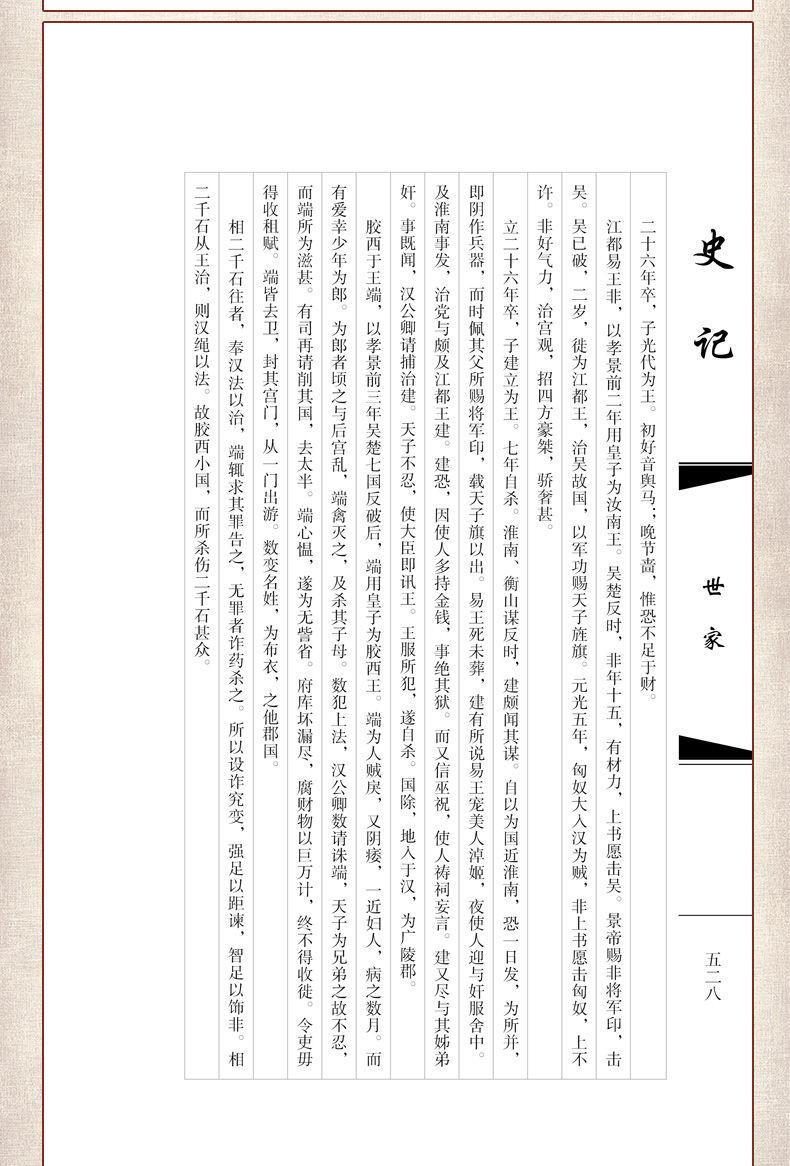 史记
世家
五二八
二十六年卒，子光代为王。初好音舆马；晚节啬，惟恐不足于财。
江都易王非，以孝景前二年用皇子为汝南王。吴楚反时，非年十五，有材力，上书愿击吴。景帝赐非将军印，击
吴。吴已破，二岁，徙为江都王，治吴故国，以军功赐天子旌旗。元光五年，匈奴大入汉为贼，非上书愿击匈奴，上不
许。非好气力，治宫观，招四方豪桀，骄奢甚。
立二十六年卒，子建立为王。七年自杀。淮南、衡山谋反时，建颇闻其谋。自以为国近淮南，恐一日发，为所并，
即阴作兵器，而时佩其父所赐将军印，载天子旗以出。易王死未葬，建有所说易王宠美人淖姬，夜使人迎与奸服舍中。
及淮南事发，治党与颇及江都王建。建恐，因使人多持金钱，事绝其狱。而又信巫祝，使人祷祠妄言。建又尽与其姊弟
奸。事既闻，汉公卿请捕治建。天子不忍，使大臣即讯王。王服所犯，遂自杀。国除，地入于汉，为广陵郡。
胶西于王端，以孝景前三年吴楚七国反破后，端用皇子为胶西王。端为人贼戾，又阴痿，一近妇人，病之数月。而
有爱幸少年为郎。为郎者顷之与后宫乱，端禽灭之，及杀其子母。数犯上法，汉公卿数请诛端，天子为兄弟之故不忍，
而端所为滋甚。有司再请削其国，去太半。端心愠，遂为无訾省。府库坏漏尽，腐财物以巨万计，终不得收徙。令吏毋
得收租赋。端皆去卫，封其宫门，从一门出游。数变名姓，为布衣，之他郡国。
相二千石往者，奉汉法以治，端辄求其罪告之，无罪者诈药杀之。所以设诈究变，强足以距谏，智足以饰非。相
二千石从王治，则汉绳以法。故胶西小国，而所杀伤二千石甚众。